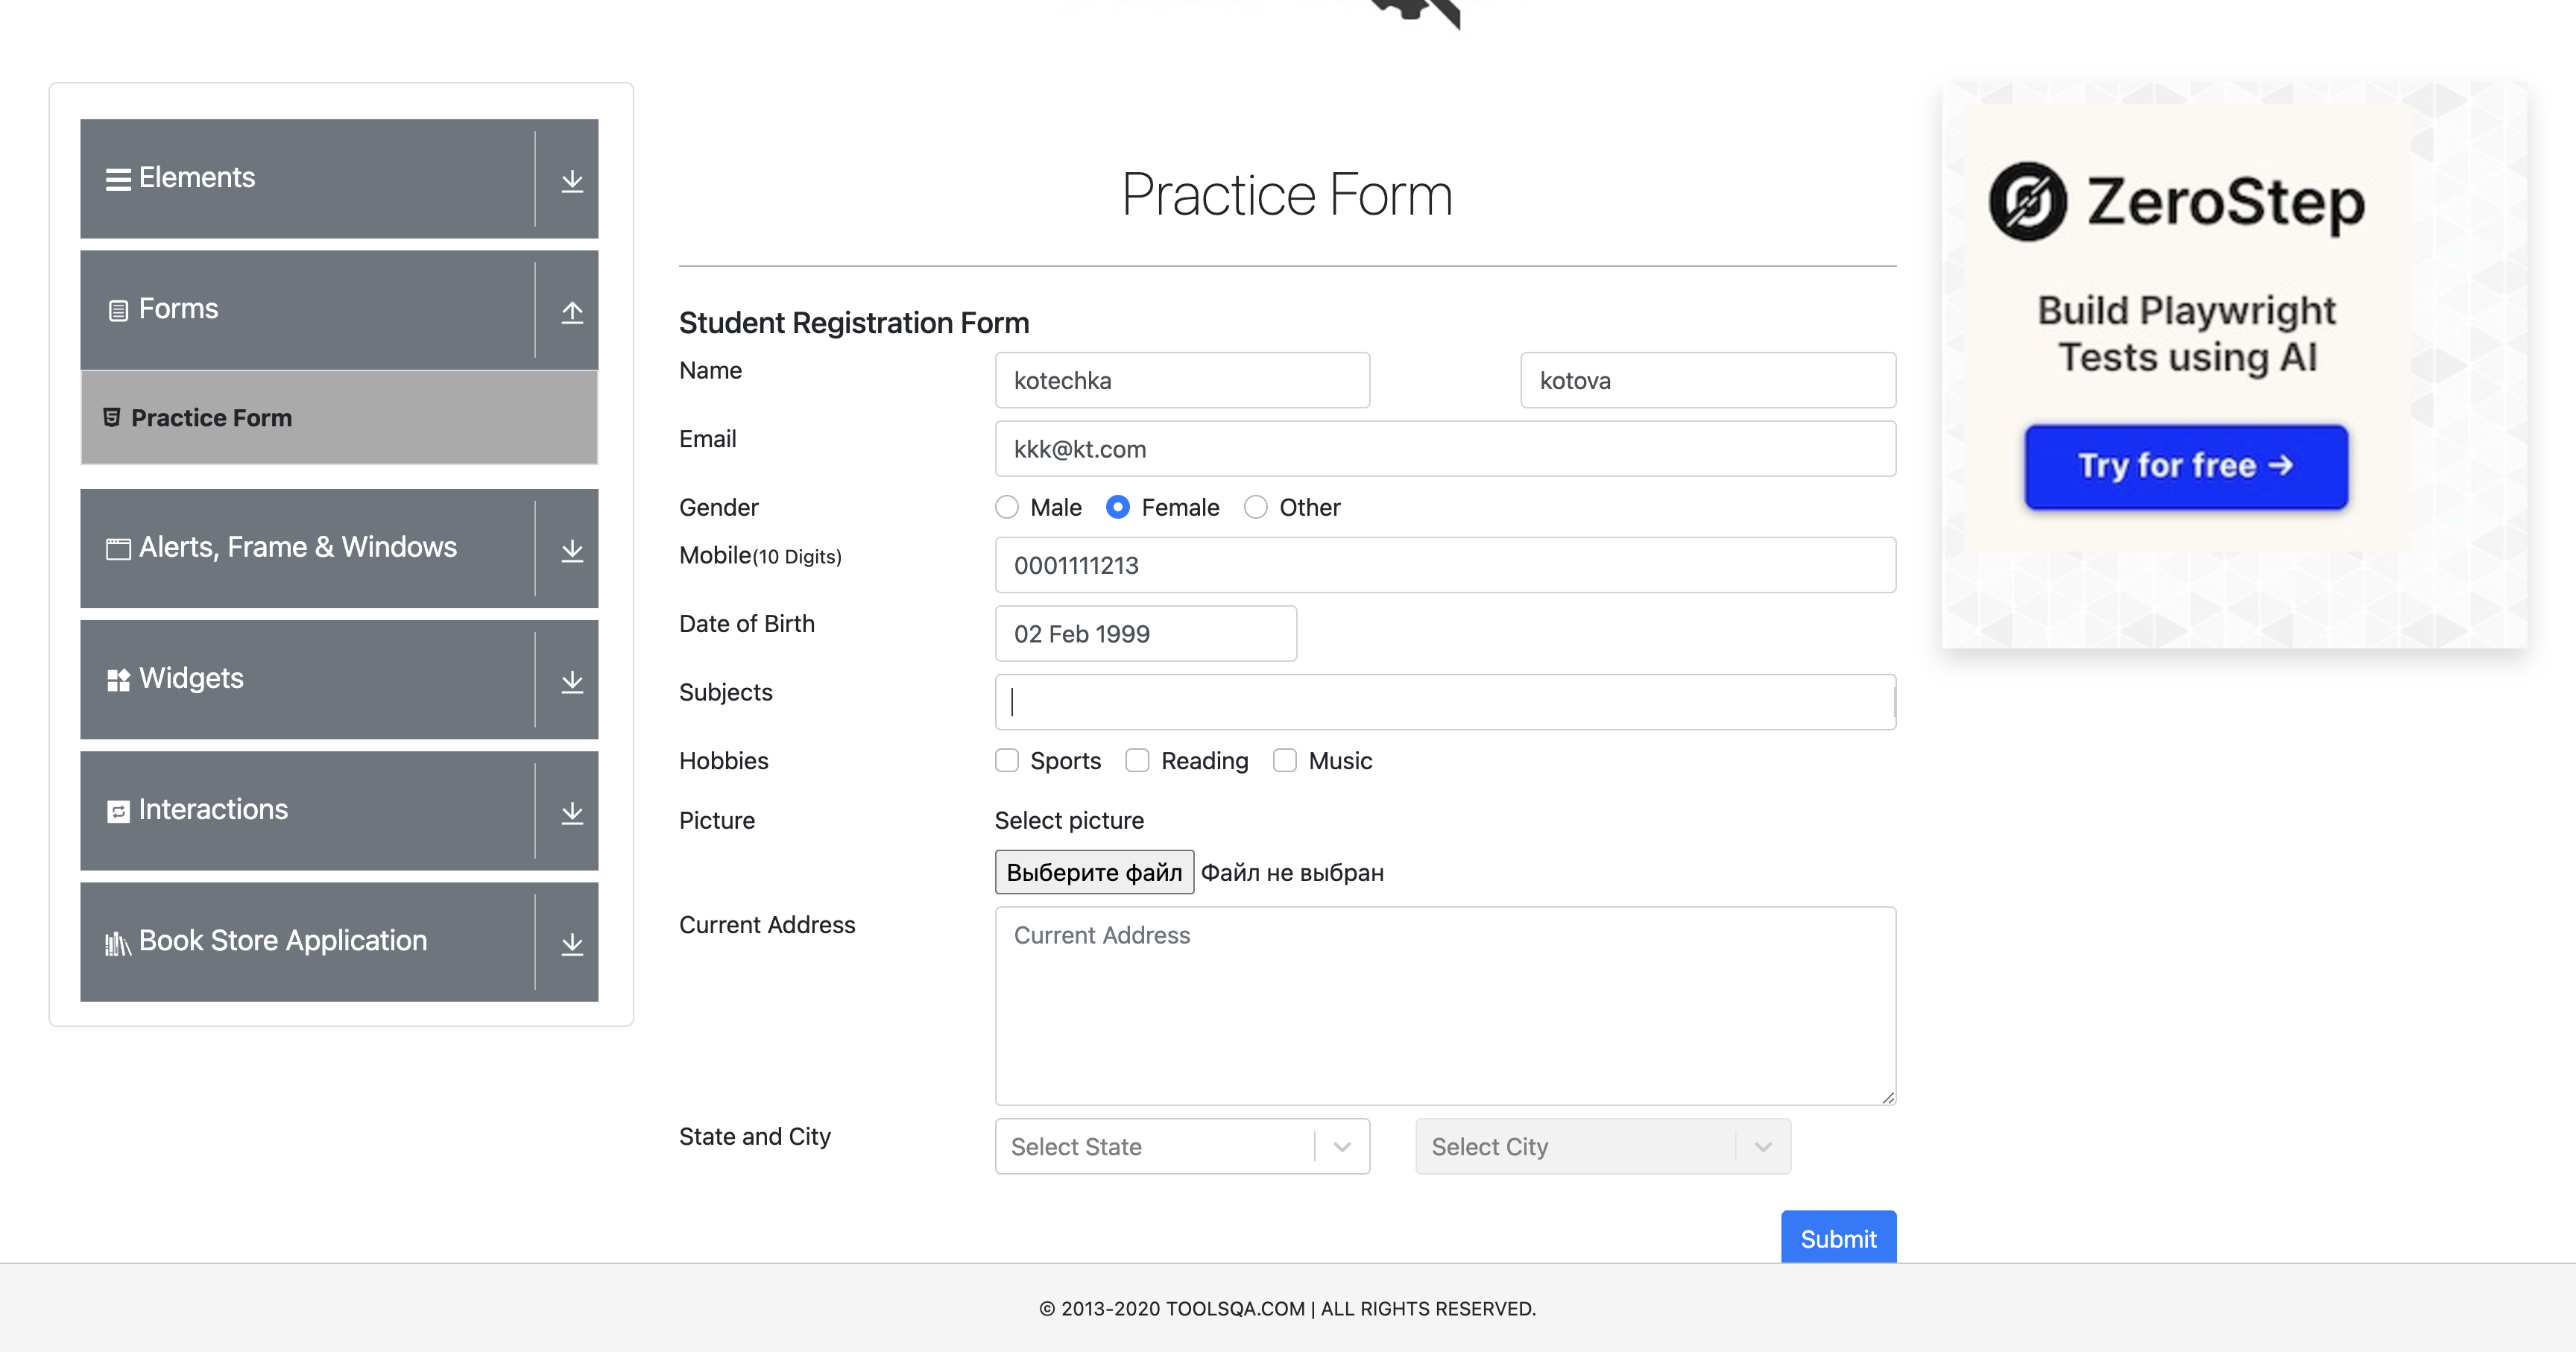 Elements
Forms
Practice Form
Alerts, Frame & Windows
Widgets
Interactions
Book Store Application
Practice Form
Student Registration Form
Name
kotechka
kotova
Email
kkk@kt.com
Gender
Male
Female
Other
Mobile(10 Digits)
0001111213
Date of Birth
02 Feb 1999
Subjects
Hobbies
Sports
Reading
Music
Picture
Select picture
Выберите файл Файл не выбран
Current Address
Current Address
State and City
Select State
Select City
Submit
ZeroStep
Build Playwright
Tests using AI
Try for free →
© 2013-2020 TOOLSQA.COM | ALL RIGHTS RESERVED.